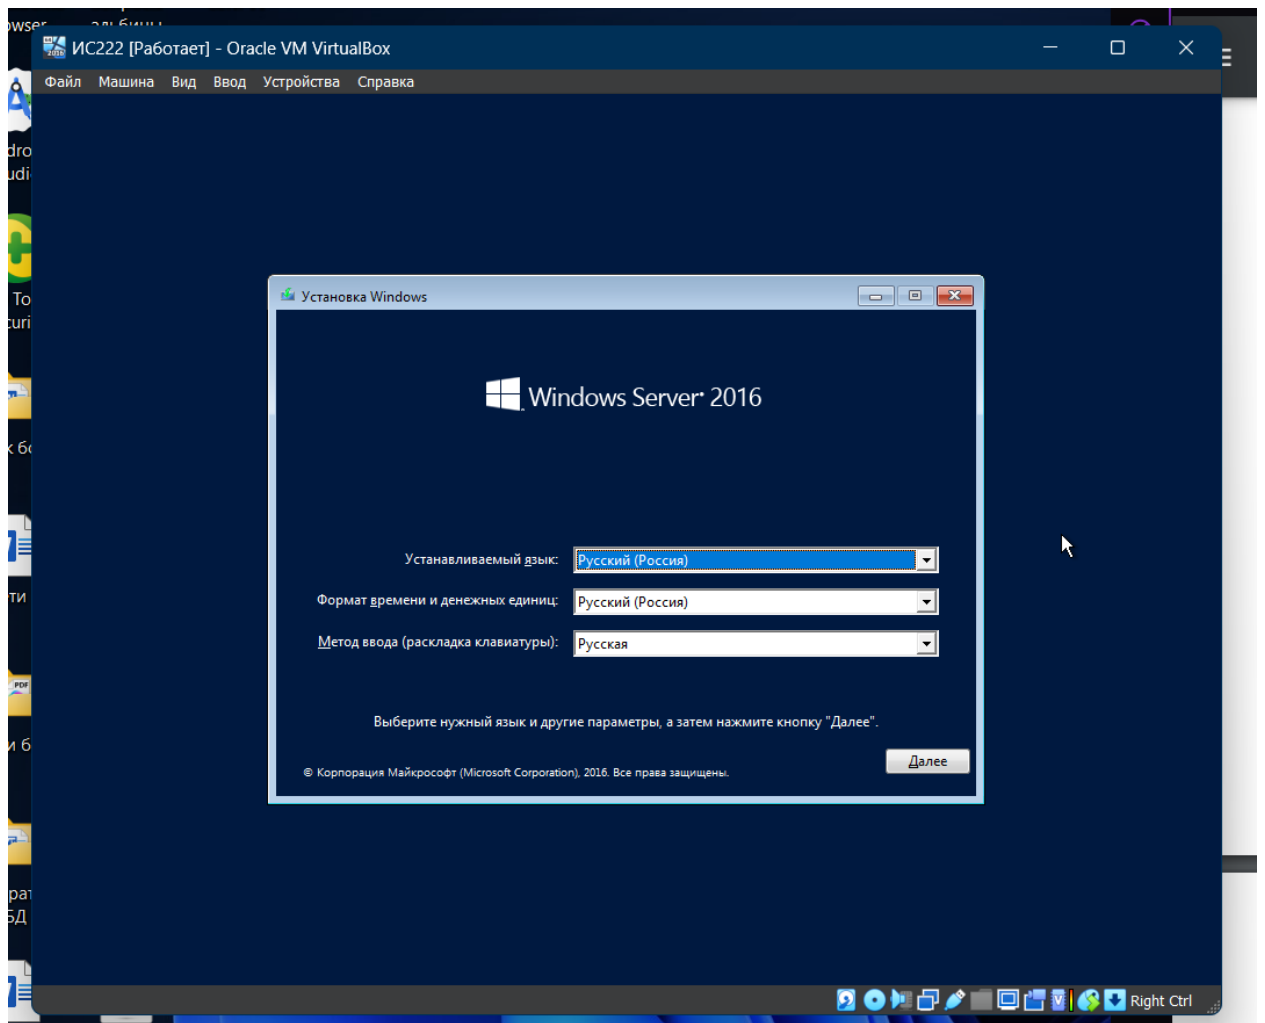 ИС222 [Работает] - Oracle VM VirtualBox
Файл Машина Вид Ввод Устройства Справка
Установка Windows
Windows Server 2016
Устанавливаемый язык: Русский (Россия)
Формат времени и денежных единиц: Русский (Россия)
Метод ввода (раскладка клавиатуры): Русская
Выберите нужный язык и другие параметры, а затем нажмите кнопку "Далее".
Далее
© Корпорация Майкрософт (Microsoft Corporation), 2016. Все права защищены.
PDF
Right Ctrl